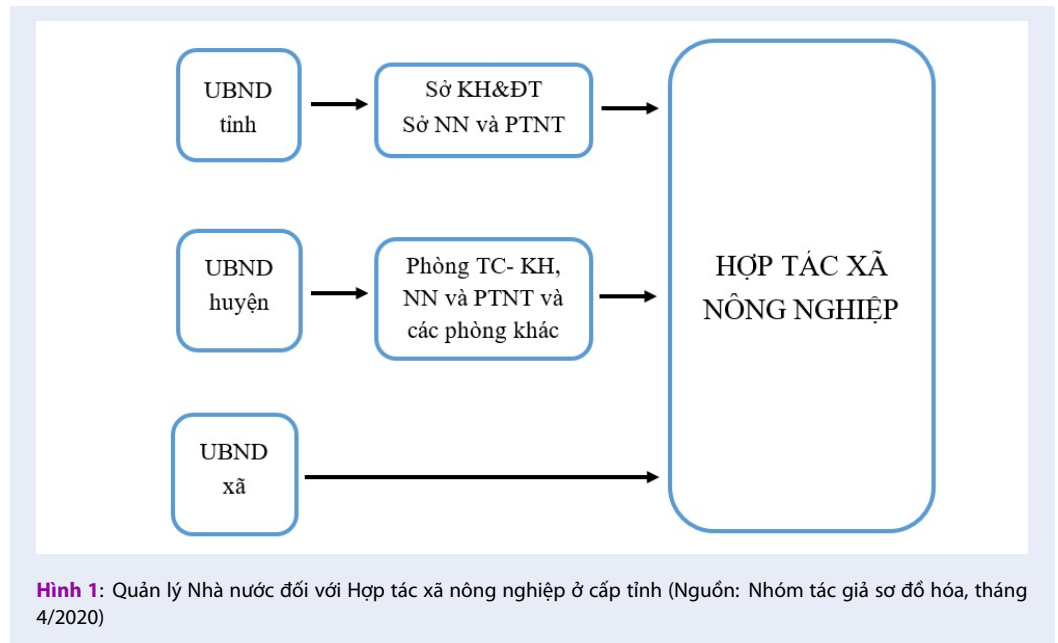 UBND
tỉnh
Sở KH&ĐT
Sở NN và PTNT
UBND
huyện
Phòng TC- KH,
NN và PTNT và
các phòng khác
UBND
xã
HỢP TÁC XÃ
NÔNG NGHIỆP
Hình 1: Quản lý Nhà nước đối với Hợp tác xã nông nghiệp ở cấp tỉnh (Nguồn: Nhóm tác giả sơ đồ hóa, tháng
4/2020)